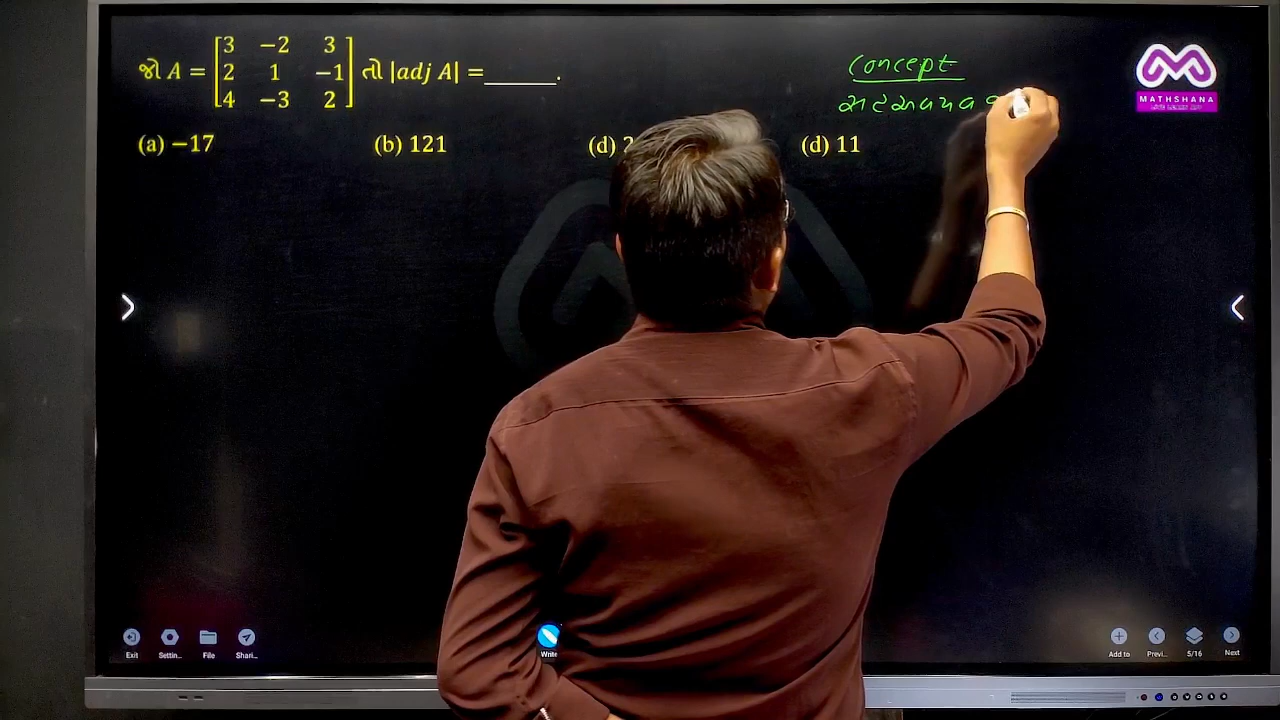 જો A = [3 −2 3
2 1 −1
4 −3 2] તો |adj A| = ______.
(a) −17 (b) 121 (d) 2 (d) 11
Concept
MATHSHANA
Exit Settin... File Shari... Write Add to Previ... 5/16 Next